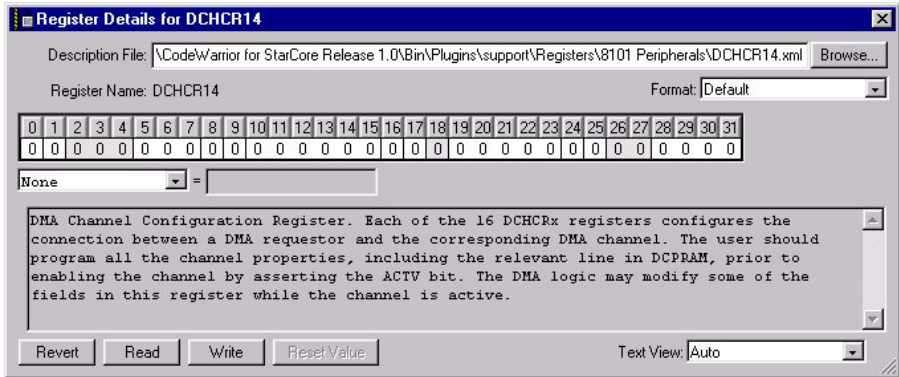 Register Details for DCHCR14
Description File: \CodeWarrior for StarCore Release 1.0\Bin\Plugins\support\Registers\8101 Peripherals\DCHCR14.xml Browse...
Register Name: DCHCR14 Format: Default
0 1 2 3 4 5 6 7 8 9 10 11 12 13 14 15 16 17 18 19 20 21 22 23 24 25 26 27 28 29 30 31
0 0 0 0 0 0 0 0 0 0 0 0 0 0 0 0 0 0 0 0 0 0 0 0 0 0 0 0 0 0 0 0
None =
DMA Channel Configuration Register. Each of the 16 DCHCRx registers configures the
connection between a DMA requestor and the corresponding DMA channel. The user should
program all the channel properties, including the relevant line in DCPRAM, prior to
enabling the channel by asserting the ACTV bit. The DMA logic may modify some of the
fields in this register while the channel is active.
Revert Read Write Reset Value Text View: Auto